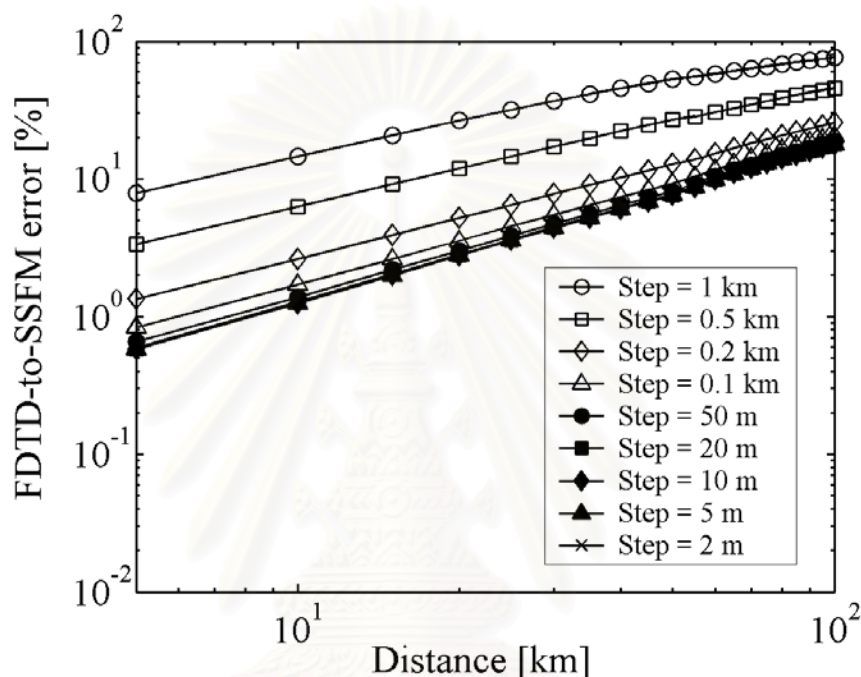 FDTD-to-SSFM error [%]
10²
10¹
10⁰
10⁻¹
10⁻²
Step = 1 km
Step = 0.5 km
Step = 0.2 km
Step = 0.1 km
Step = 50 m
Step = 20 m
Step = 10 m
Step = 5 m
Step = 2 m
10¹
10²
Distance [km]